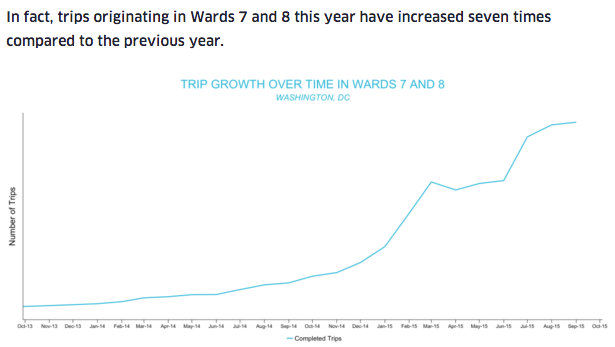 In fact, trips originating in Wards 7 and 8 this year have increased seven times
compared to the previous year.
TRIP GROWTH OVER TIME IN WARDS 7 AND 8
WASHINGTON, DC
Number of Trips
Oct-13 Nov-13 Dec-13 Jan-14 Feb-14 Mar-14 Apr-14 May-14 Jun-14 Jul-14 Aug-14 Sep-14 Oct-14 Nov-14 Dec-14 Jan-15 Feb-15 Mar-15 Apr-15 May-15 Jun-15 Jul-15 Aug-15 Sep-15 Oct-15
Completed Trips